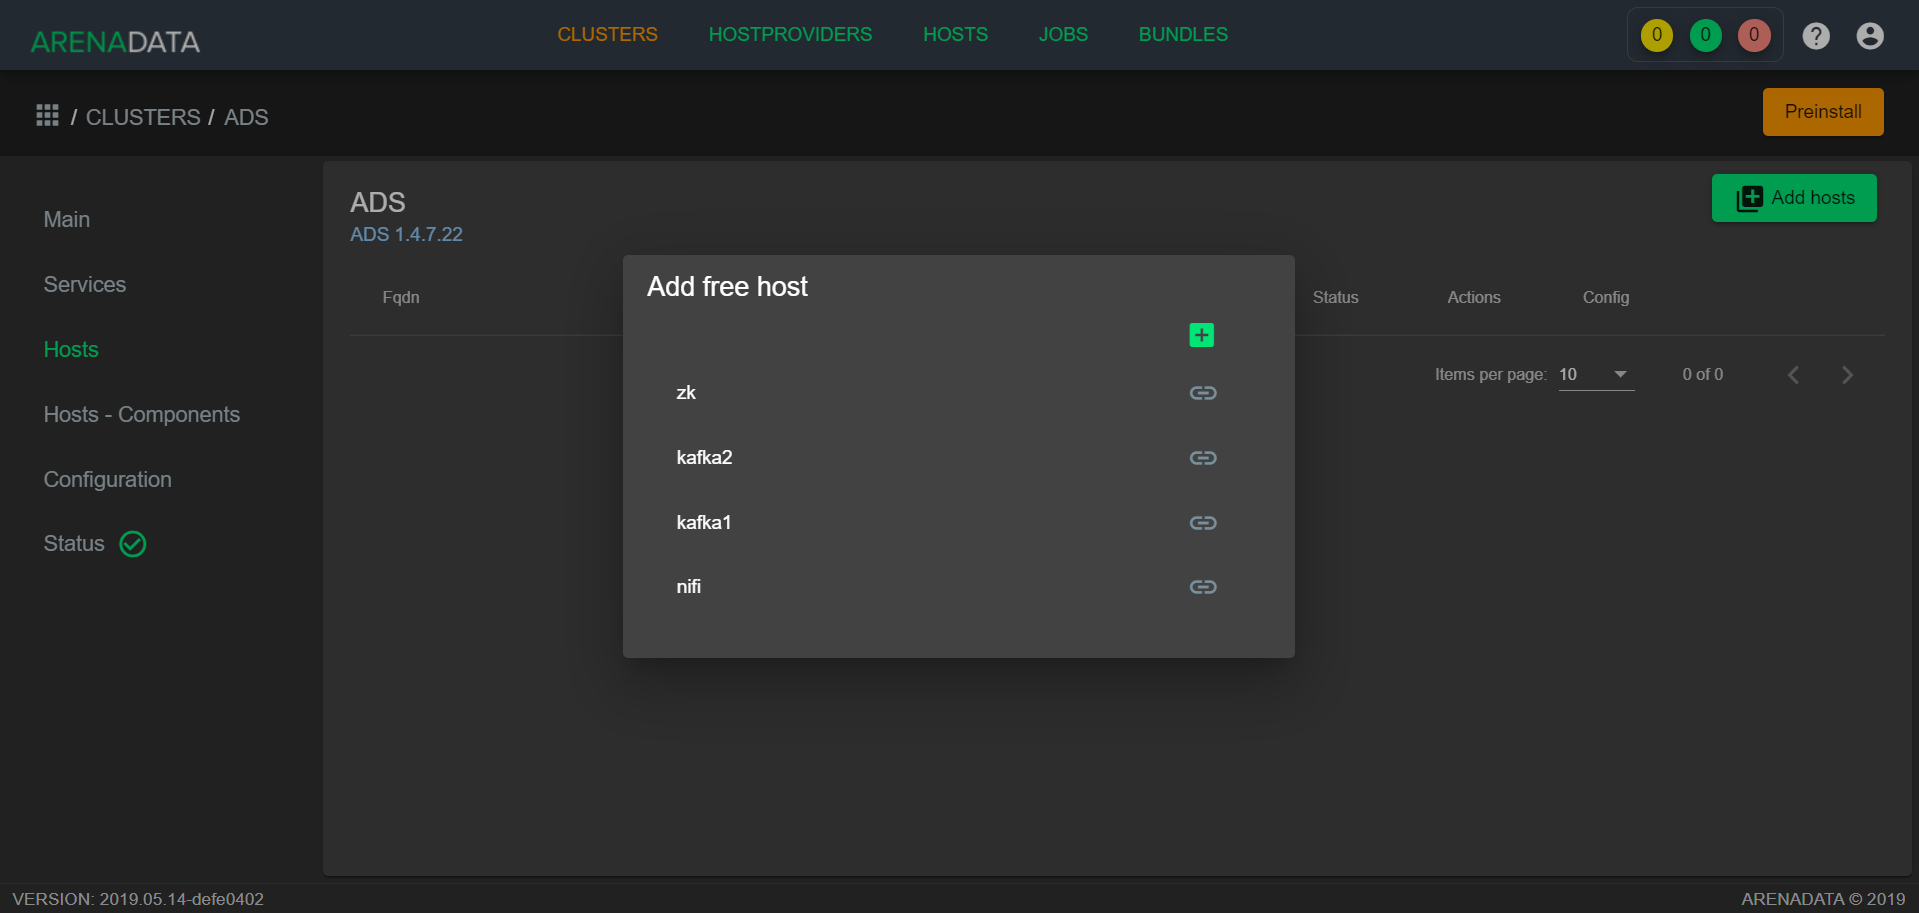 ARENADATA
CLUSTERS HOSTPROVIDERS HOSTS JOBS BUNDLES
0 0 0 ?
/ CLUSTERS / ADS
Preinstall
Main
Services
Hosts
Hosts - Components
Configuration
Status
ADS
ADS 1.4.7.22
Add hosts
Fqdn Status Actions Config
Items per page: 10 0 of 0
Add free host
zk
kafka2
kafka1
nifi
VERSION: 2019.05.14-defe0402
ARENADATA © 2019